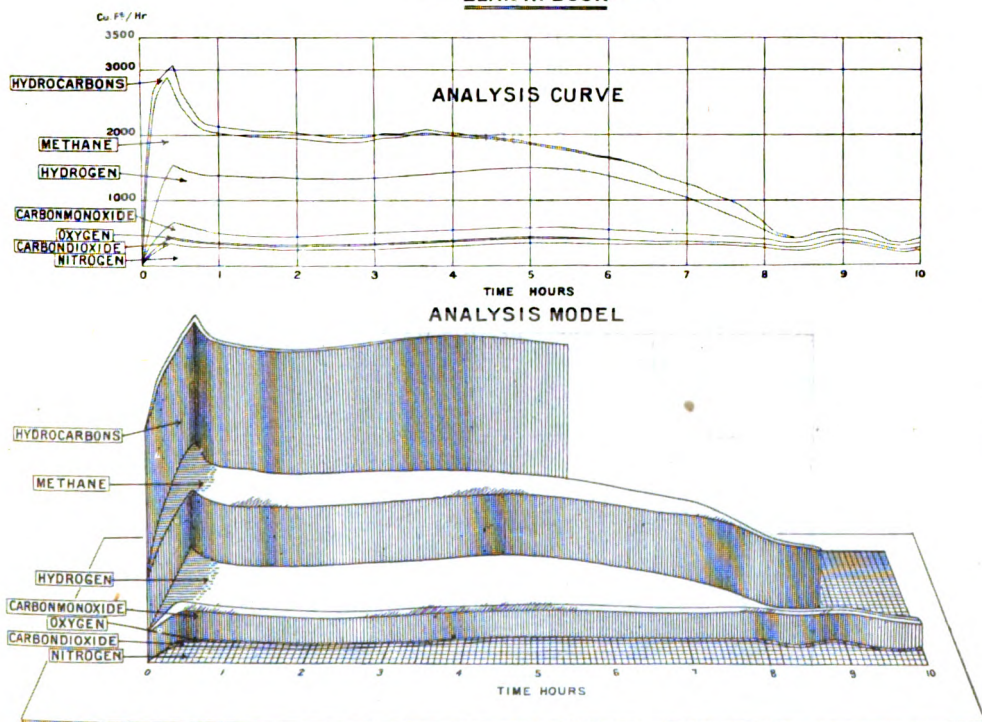 Cu. Ft/Hr
3500
3000
HYDROCARBONS
ANALYSIS CURVE
2000
METHANE
HYDROGEN
1000
CARBONMONOXIDE
OXYGEN
CARBONDIOXIDE
NITROGEN
0
0 1 2 3 4 5 6 7 8 9 10
TIME HOURS
ANALYSIS MODEL
HYDROCARBONS
METHANE
HYDROGEN
CARBONMONOXIDE
OXYGEN
CARBONDIOXIDE
NITROGEN
0 1 2 3 4 5 6 7 8 9 10
TIME HOURS